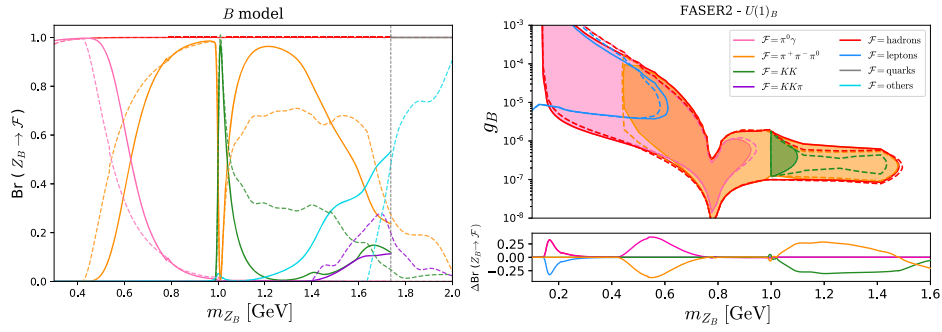 B model
1.0
0.8
0.6
0.4
0.2
0.0
Br ( Z_B → 𝓕 )
0.4 0.6 0.8 1.0 1.2 1.4 1.6 1.8 2.0
m_{Z_B} [GeV]
FASER2 - U(1)_B
10^{-3}
10^{-4}
10^{-5}
10^{-6}
10^{-7}
10^{-8}
g_B
𝓕 = π⁰γ
𝓕 = π⁺π⁻π⁰
𝓕 = KK
𝓕 = KKπ
𝓕 = hadrons
𝓕 = leptons
𝓕 = quarks
𝓕 = others
0.25
0.00
−0.25
ΔBr ( Z_B → 𝓕 )
0.2 0.4 0.6 0.8 1.0 1.2 1.4 1.6
m_{Z_B} [GeV]